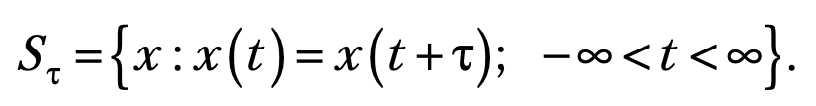 S_τ = {x : x(t) = x(t + τ); −∞ < t < ∞}.